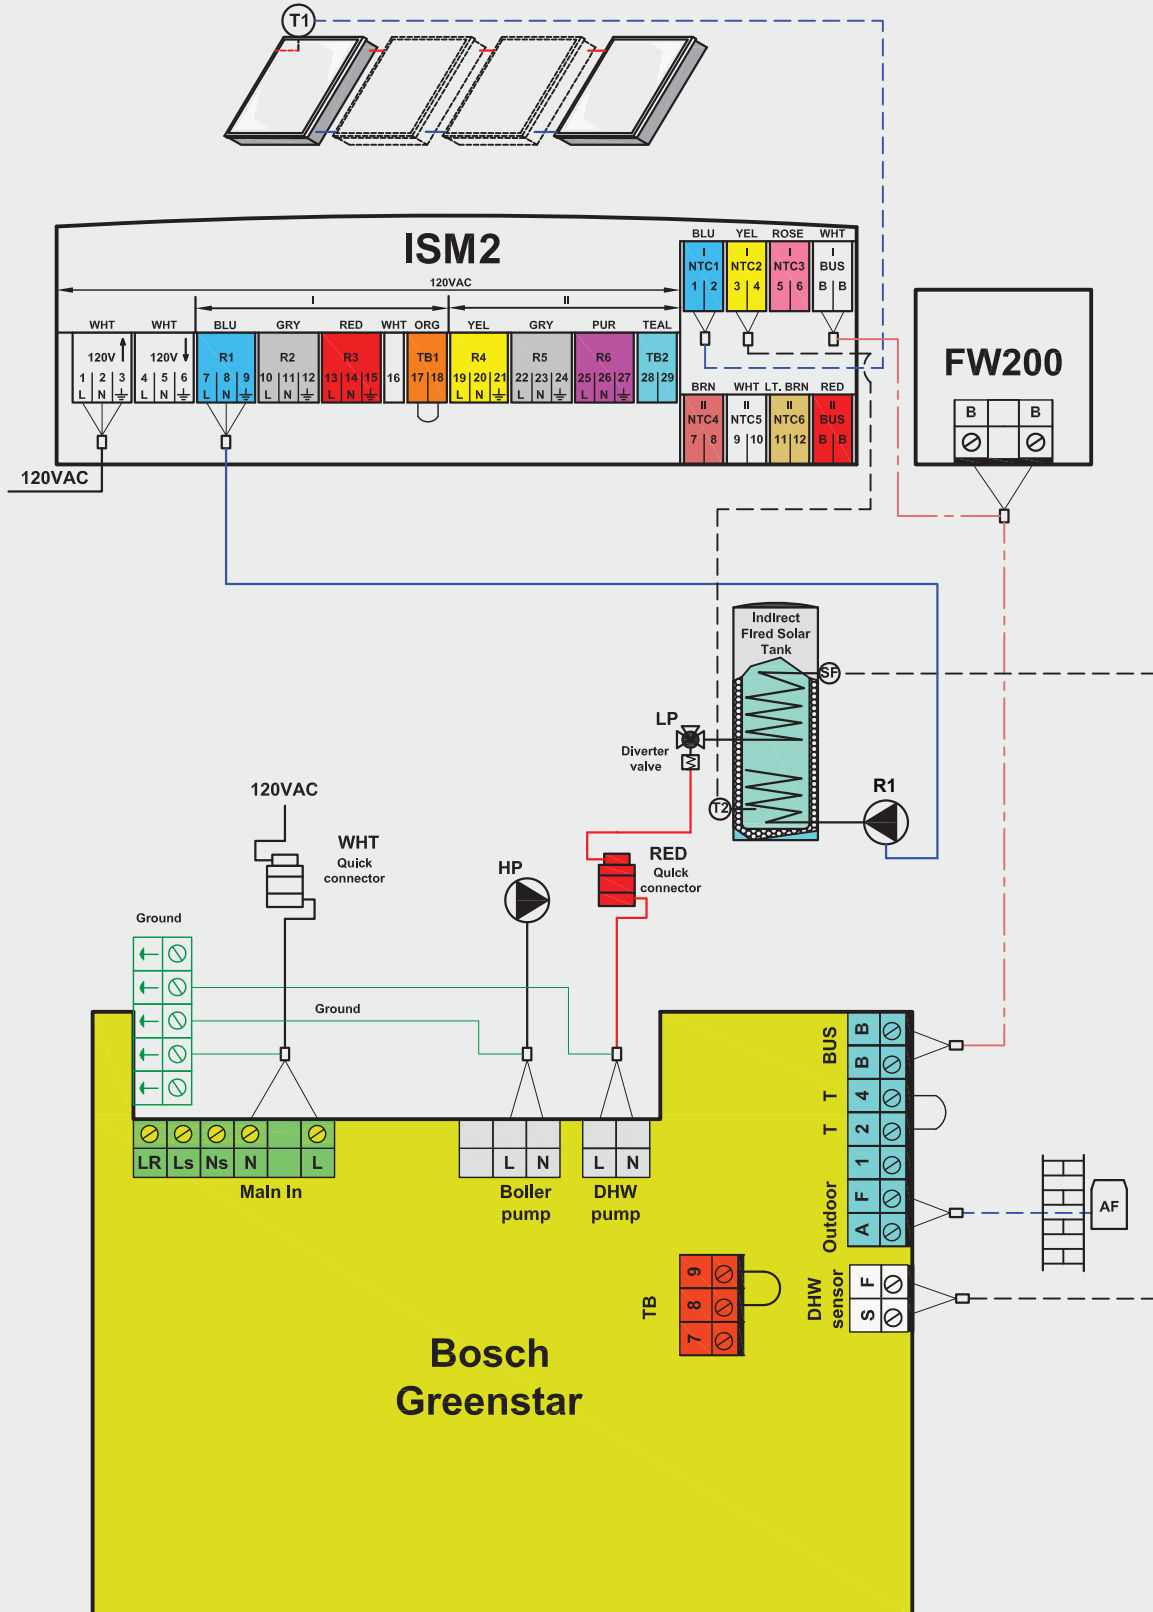 T1
ISM2
120VAC
I
II
WHT WHT BLU GRY RED WHT ORG YEL GRY PUR TEAL
120V 120V R1 R2 R3 TB1 R4 R5 R6 TB2
1 2 3 4 5 6 7 8 9 10 11 12 13 14 15 16 17 18 19 20 21 22 23 24 25 26 27 28 29
L N L N L N L N L N L N L N L N
BLU YEL ROSE WHT
I I I I
NTC1 NTC2 NTC3 BUS
1 2 3 4 5 6 B B
BRN WHT LT. BRN RED
II II II II
NTC4 NTC5 NTC6 BUS
7 8 9 10 11 12 B B
120VAC
FW200
B B
Indirect
Fired Solar
Tank
SF
LP
Diverter
valve
T2
R1
120VAC
WHT
Quick
connector
HP
RED
Quick
connector
Ground
Ground
LR Ls Ns N L
Main In
L N
Boiler
pump
L N
DHW
pump
BUS
B
B
T
4
T
2
1
Outdoor
F
A
AF
DHW
sensor
F
S
TB
9
8
7
Bosch
Greenstar